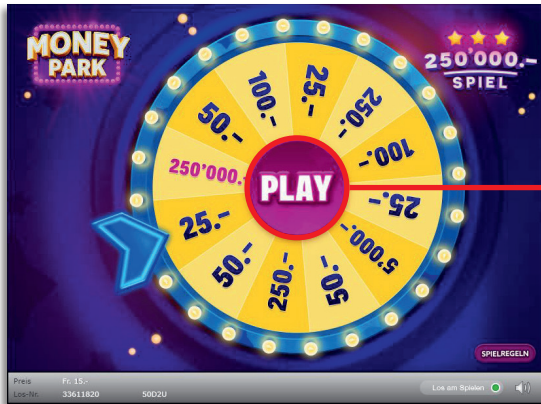 MONEY
PARK
250'000.-
SPIEL
25.-
250.-
100.-
25.-
5'000.-
50.-
250.-
50.-
25.-
250'000.-
50.-
100.-
PLAY
SPIELREGELN
Preis Fr. 15.-
Los am Spielen
Los-Nr. 33611820 50D2U